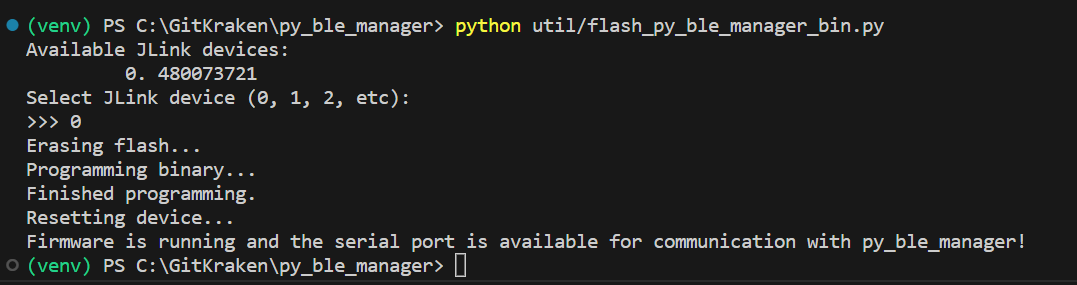 (venv) PS C:\GitKraken\py_ble_manager> python util/flash_py_ble_manager_bin.py
Available JLink devices:
0. 480073721
Select JLink device (0, 1, 2, etc):
>>> 0
Erasing flash...
Programming binary...
Finished programming.
Resetting device...
Firmware is running and the serial port is available for communication with py_ble_manager!
(venv) PS C:\GitKraken\py_ble_manager>